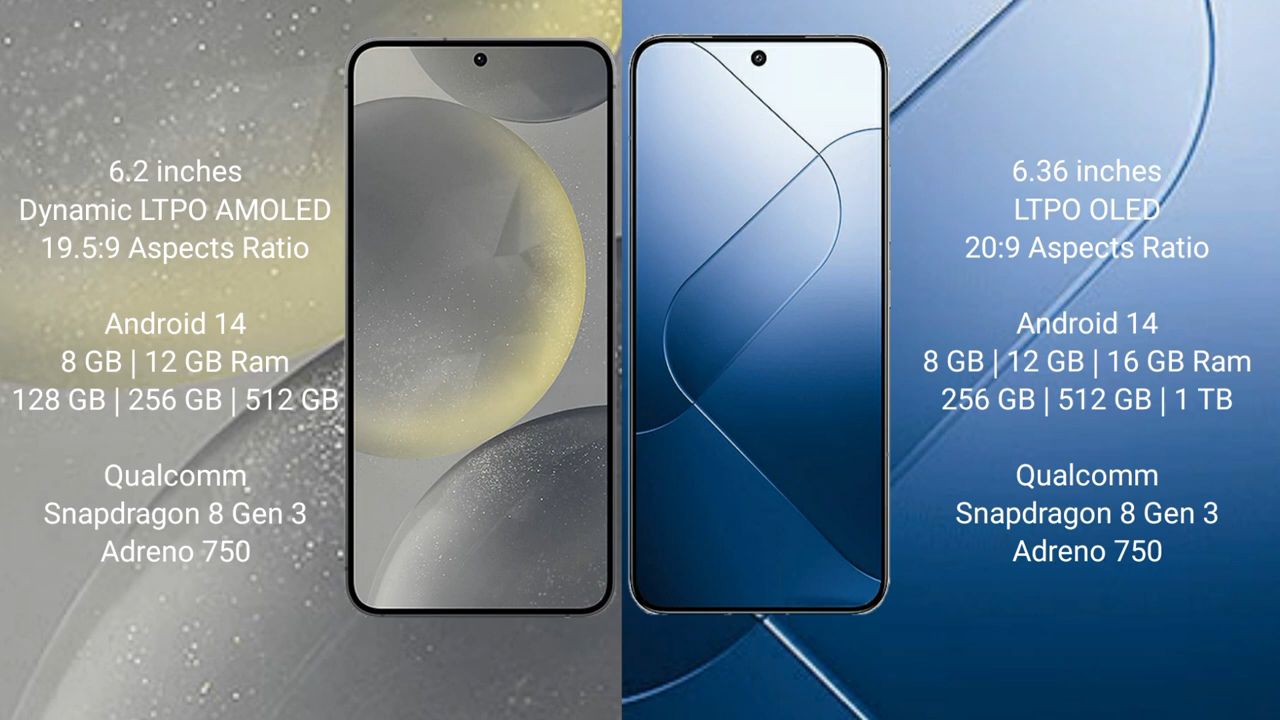 6.2 inches
Dynamic LTPO AMOLED
19.5:9 Aspects Ratio
Android 14
8 GB | 12 GB Ram
128 GB | 256 GB | 512 GB
Qualcomm
Snapdragon 8 Gen 3
Adreno 750
6.36 inches
LTPO OLED
20:9 Aspects Ratio
Android 14
8 GB | 12 GB | 16 GB Ram
256 GB | 512 GB | 1 TB
Qualcomm
Snapdragon 8 Gen 3
Adreno 750